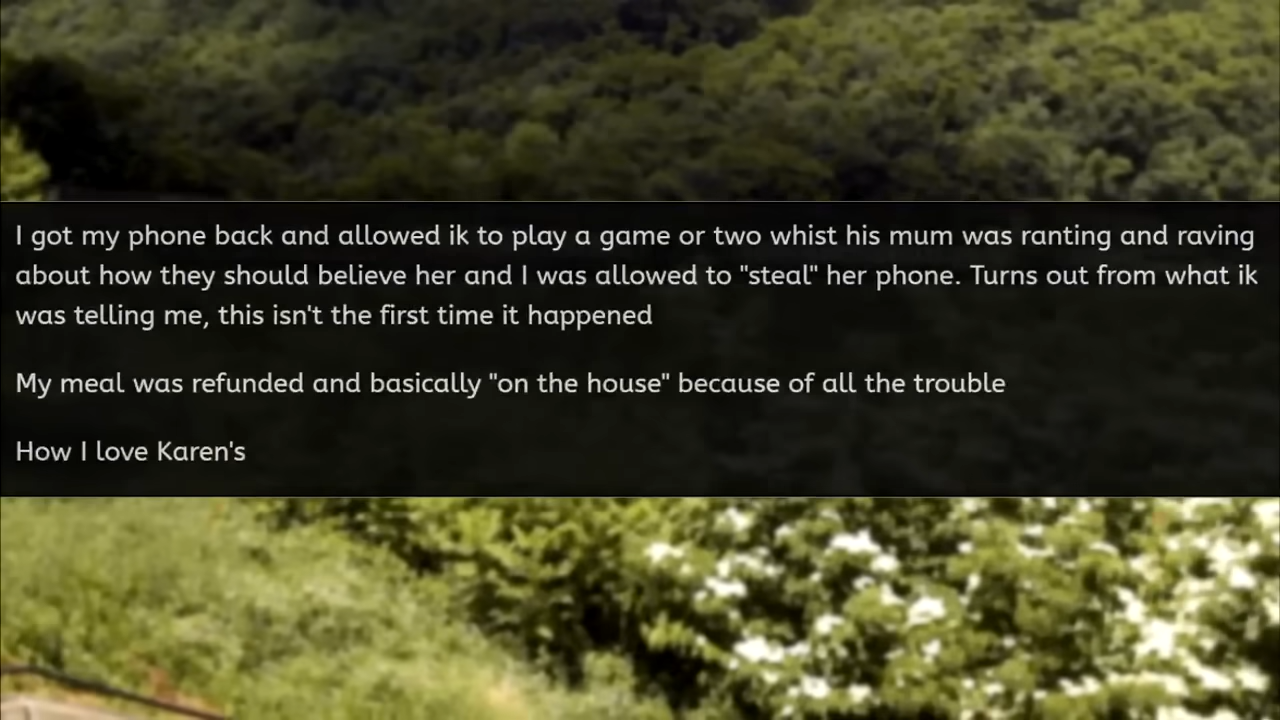 I got my phone back and allowed ik to play a game or two whist his mum was ranting and raving
about how they should believe her and I was allowed to "steal" her phone. Turns out from what ik
was telling me, this isn't the first time it happened
My meal was refunded and basically "on the house" because of all the trouble
How I love Karen's